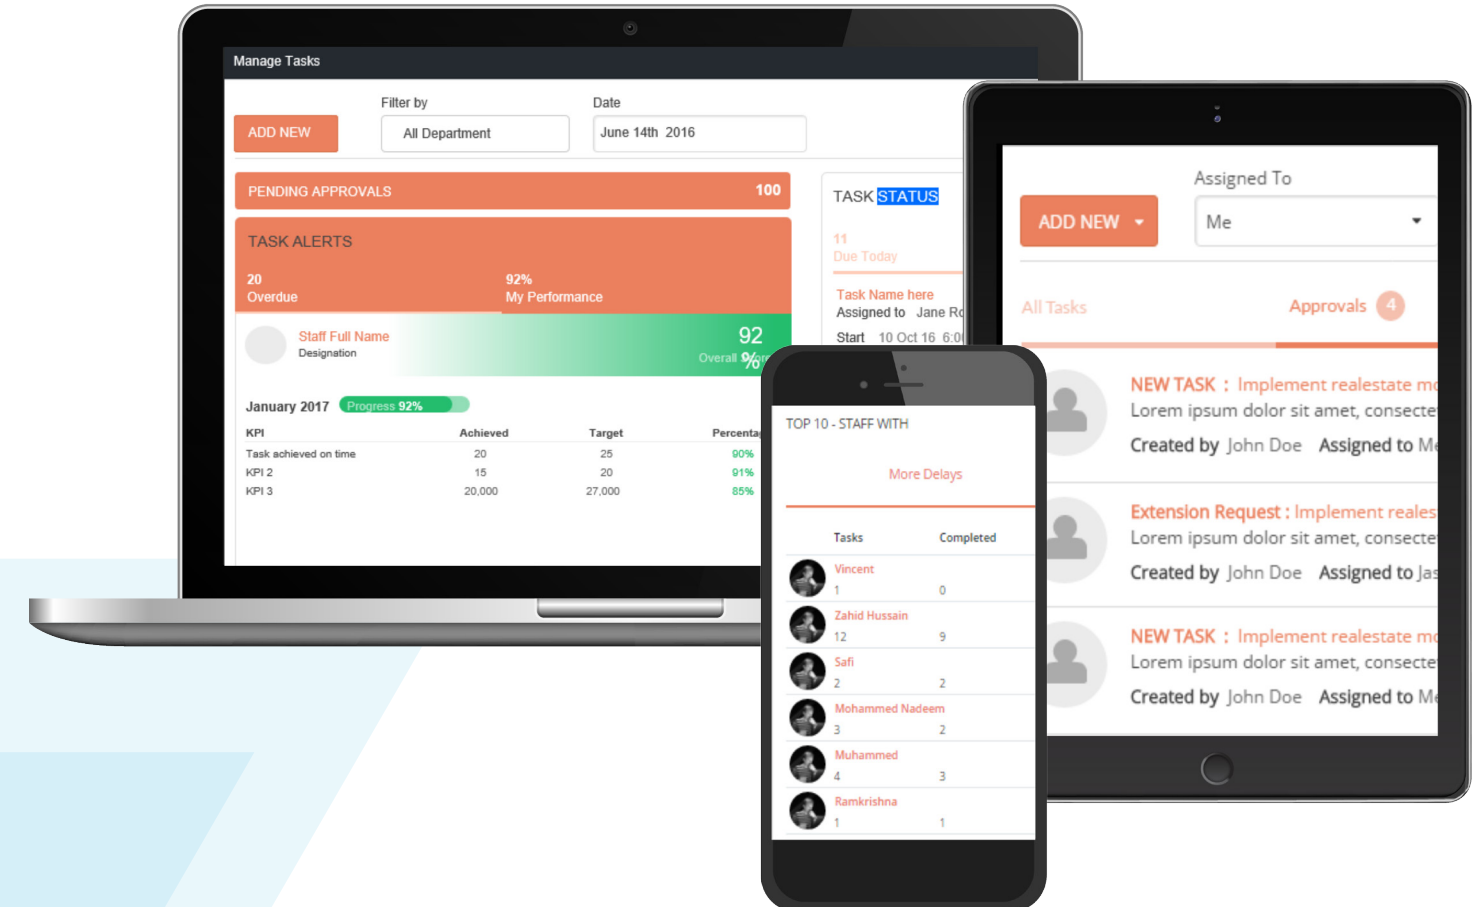 Manage Tasks
Filter by
Date
ADD NEW
All Department
June 14th 2016
PENDING APPROVALS 100
TASK ALERTS
20
Overdue
92%
My Performance
Staff Full Name
Designation
92
%
Overall
January 2017 Progress 92%
KPI Achieved Target
Task achieved on time 20 25 90%
KPI 2 15 20 91%
KPI 3 20,000 27,000 85%
TASK STATUS
11
Due Today
Task Name here
Assigned to Jane
Start 10 Oct 16
TOP 10 - STAFF WITH
More Delays
Tasks Completed
Vincent
1 0
Zahid Hussain
12 9
Safi
2 2
Mohammed Nadeem
3 2
Muhammed
4 3
Ramkrishna
1 1
Assigned To
ADD NEW
Me
All Tasks
Approvals 4
NEW TASK : Implement realestate
Lorem ipsum dolor sit amet,
Created by John Doe Assigned to
Extension Request : Implement
Lorem ipsum dolor sit amet,
Created by John Doe Assigned to
NEW TASK : Implement realestate
Lorem ipsum dolor sit amet,
Created by John Doe Assigned to